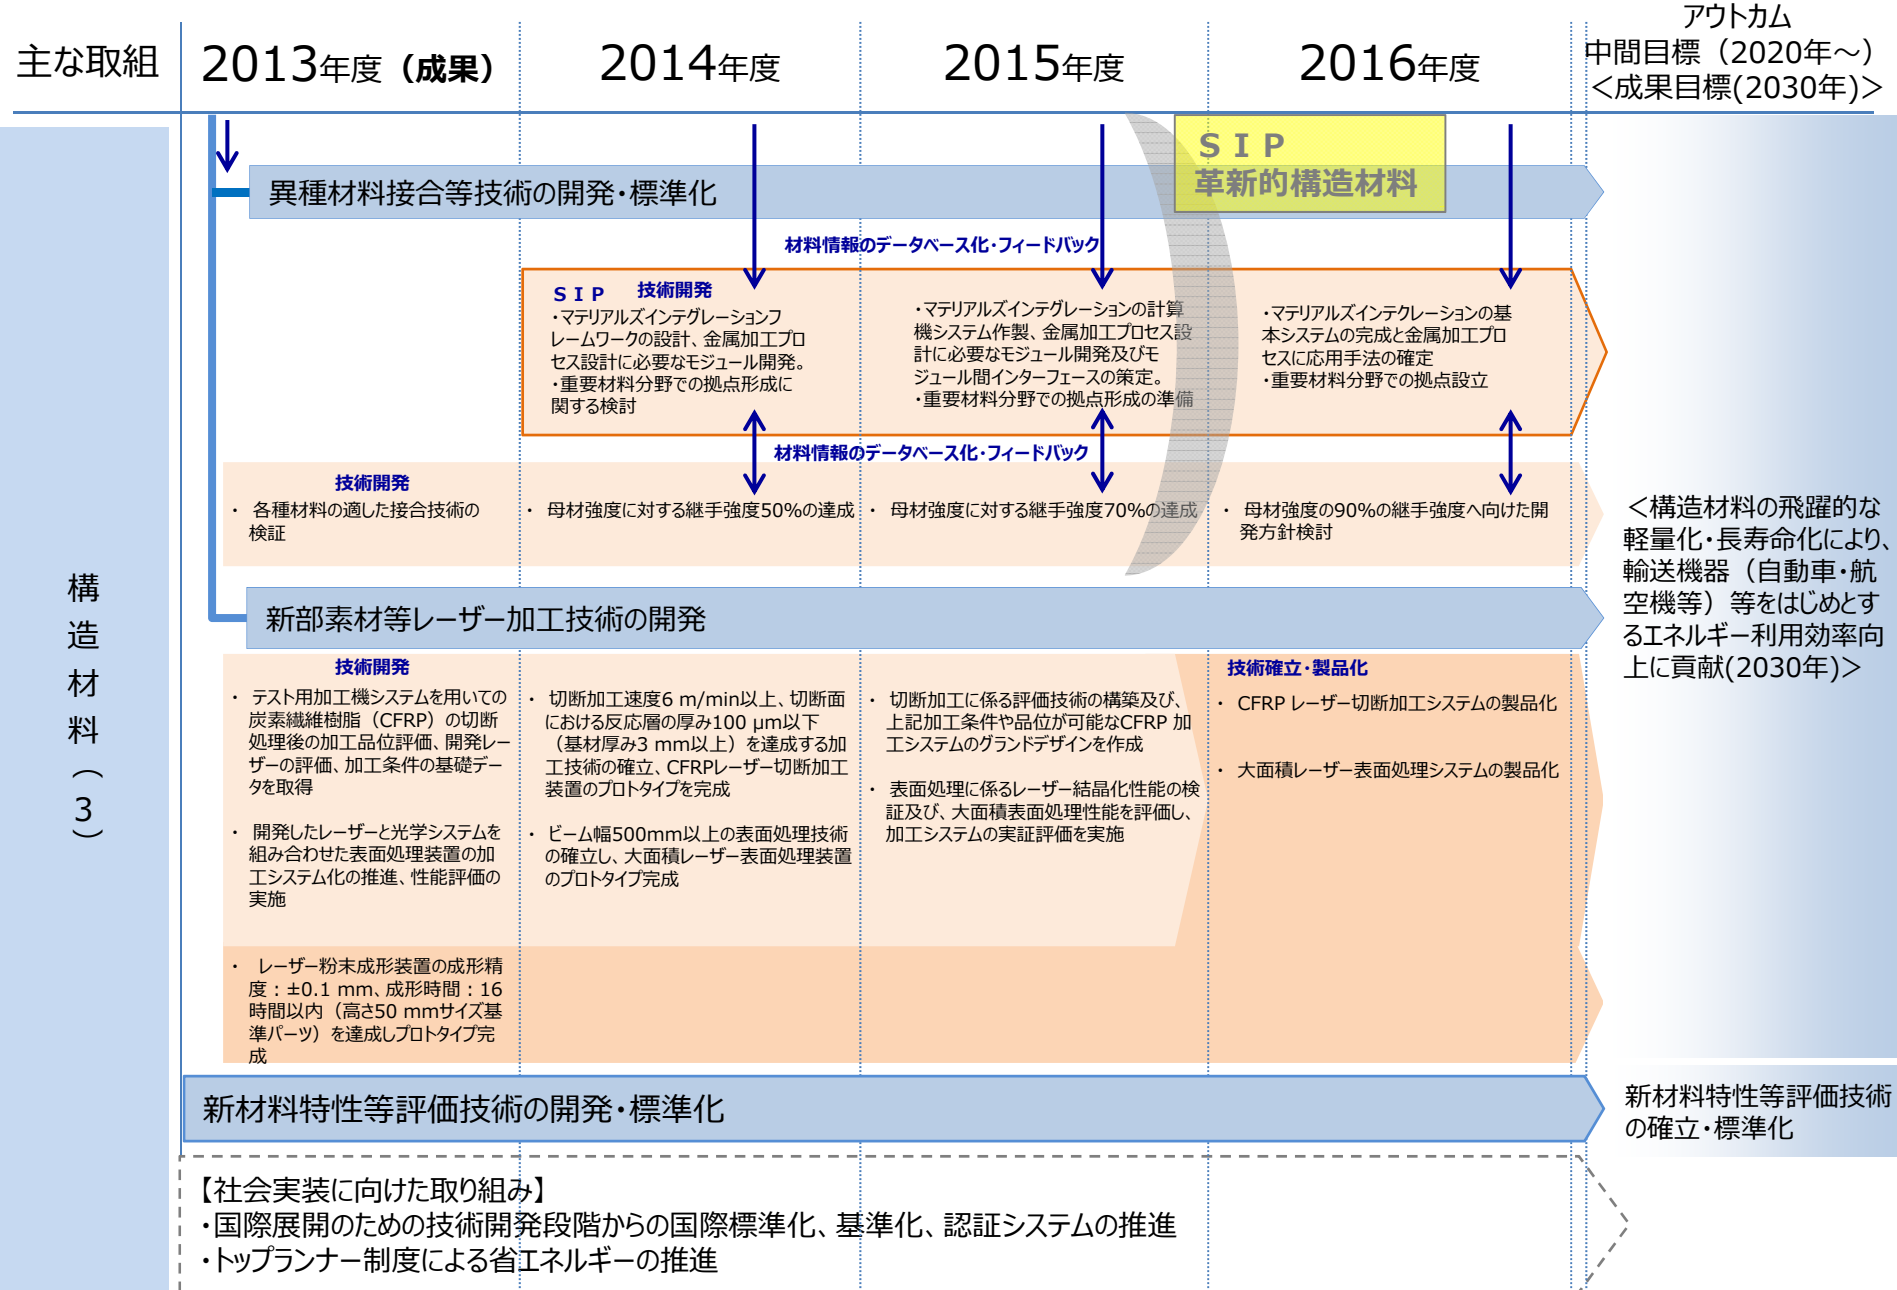 主な取組
2013年度（成果）
2014年度
2015年度
2016年度
アウトカム
中間目標（2020年～）
＜成果目標(2030年)＞
構造材料（3）
ＳＩＰ
革新的構造材料
異種材料接合等技術の開発・標準化
材料情報のデータベース化・フィードバック
ＳＩＰ　技術開発
・マテリアルズインテグレーションフ
レームワークの設計、金属加工プロ
セス設計に必要なモジュール開発。
・重要材料分野での拠点形成に
関する検討
・マテリアルズインテグレーションの計算
機システム作製、金属加工プロセス設
計に必要なモジュール開発及びモ
ジュール間インターフェースの策定。
・重要材料分野での拠点形成の準備
・マテリアルズインテクレーションの基
本システムの完成と金属加工プロ
セスに応用手法の確定
・重要材料分野での拠点設立
材料情報のデータベース化・フィードバック
技術開発
・ 各種材料の適した接合技術の
検証
・ 母材強度に対する継手強度50%の達成
・ 母材強度に対する継手強度70%の達成
・ 母材強度の90%の継手強度へ向けた開
発方針検討
＜構造材料の飛躍的な
軽量化・長寿命化により、
輸送機器（自動車・航
空機等）等をはじめとす
るエネルギー利用効率向
上に貢献(2030年)＞
新部素材等レーザー加工技術の開発
技術開発
・ テスト用加工機システムを用いての
炭素繊維樹脂（CFRP）の切断
処理後の加工品位評価、開発レー
ザーの評価、加工条件の基礎デー
タを取得
・ 開発したレーザーと光学システムを
組み合わせた表面処理装置の加
工システム化の推進、性能評価の
実施
・ 切断加工速度6 m/min以上、切断面
における反応層の厚み100 μm以下
（基材厚み3 mm以上）を達成する加
工技術の確立、CFRPレーザー切断加工
装置のプロトタイプを完成
・ ビーム幅500mm以上の表面処理技術
の確立し、大面積レーザー表面処理装置
のプロトタイプ完成
・ 切断加工に係る評価技術の構築及び、
上記加工条件や品位が可能なCFRP 加
工システムのグランドデザインを作成
・ 表面処理に係るレーザー結晶化性能の検
証及び、大面積表面処理性能を評価し、
加工システムの実証評価を実施
技術確立・製品化
・ CFRP レーザー切断加工システムの製品化
・ 大面積レーザー表面処理システムの製品化
・ レーザー粉末成形装置の成形精
度：±0.1 mm、成形時間：16
時間以内（高さ50 mmサイズ基
準パーツ）を達成しプロトタイプ完
成
新材料特性等評価技術の開発・標準化
新材料特性等評価技術
の確立・標準化
【社会実装に向けた取り組み】
・国際展開のための技術開発段階からの国際標準化、基準化、認証システムの推進
・トップランナー制度による省エネルギーの推進